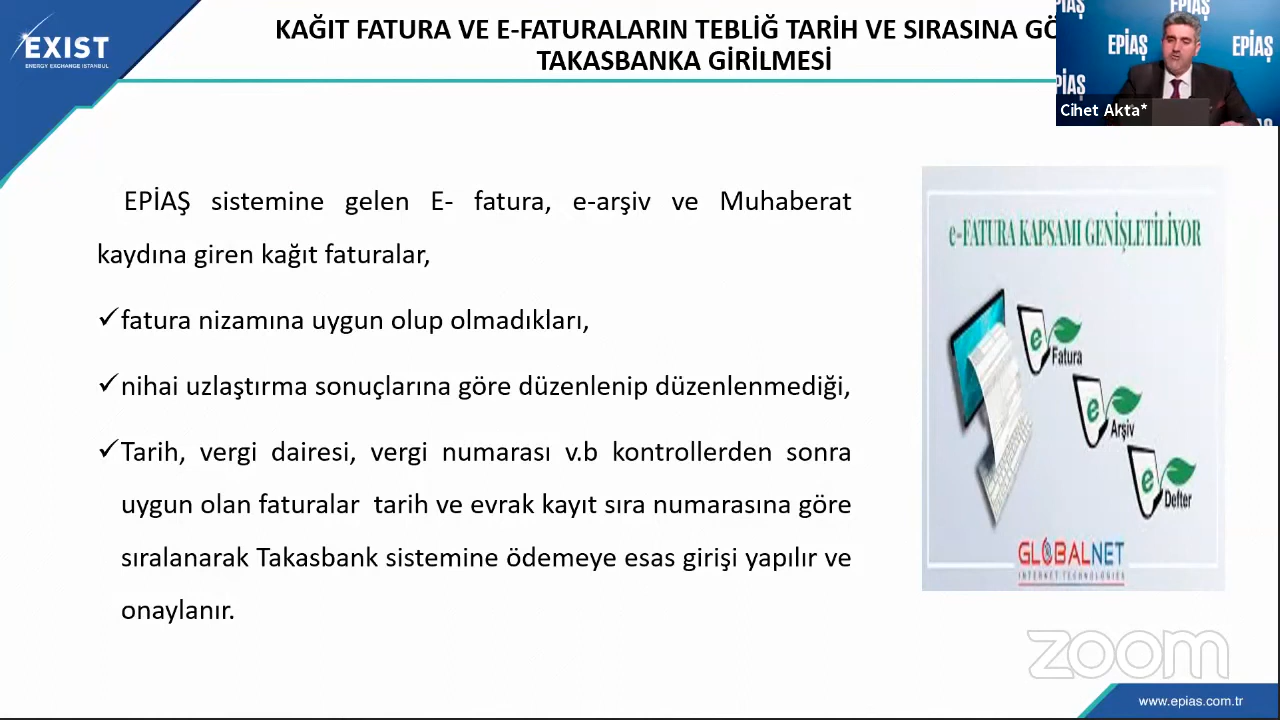 EXIST
ENERGY EXCHANGE ISTANBUL
KAĞIT FATURA VE E-FATURALARIN TEBLİĞ TARİH VE SIRASINA GÖ
TAKASBANKA GİRİLMESİ
EPİAŞ
EPİAŞ
EPİAŞ
EPİAŞ
Cihet Akta*
EPİAŞ sistemine gelen E- fatura, e-arşiv ve Muhaberat
kaydına giren kağıt faturalar,
✓fatura nizamına uygun olup olmadıkları,
✓nihai uzlaştırma sonuçlarına göre düzenlenip düzenlenmediği,
✓Tarih, vergi dairesi, vergi numarası v.b kontrollerden sonra
uygun olan faturalar tarih ve evrak kayıt sıra numarasına göre
sıralanarak Takasbank sistemine ödemeye esas girişi yapılır ve
onaylanır.
e-FATURA KAPSAMI GENİŞLETİLİYOR
e Fatura
e Arşiv
e Defter
GLOBALNET
INTERNET TECHNOLOGIES
zoom
www.epias.com.tr